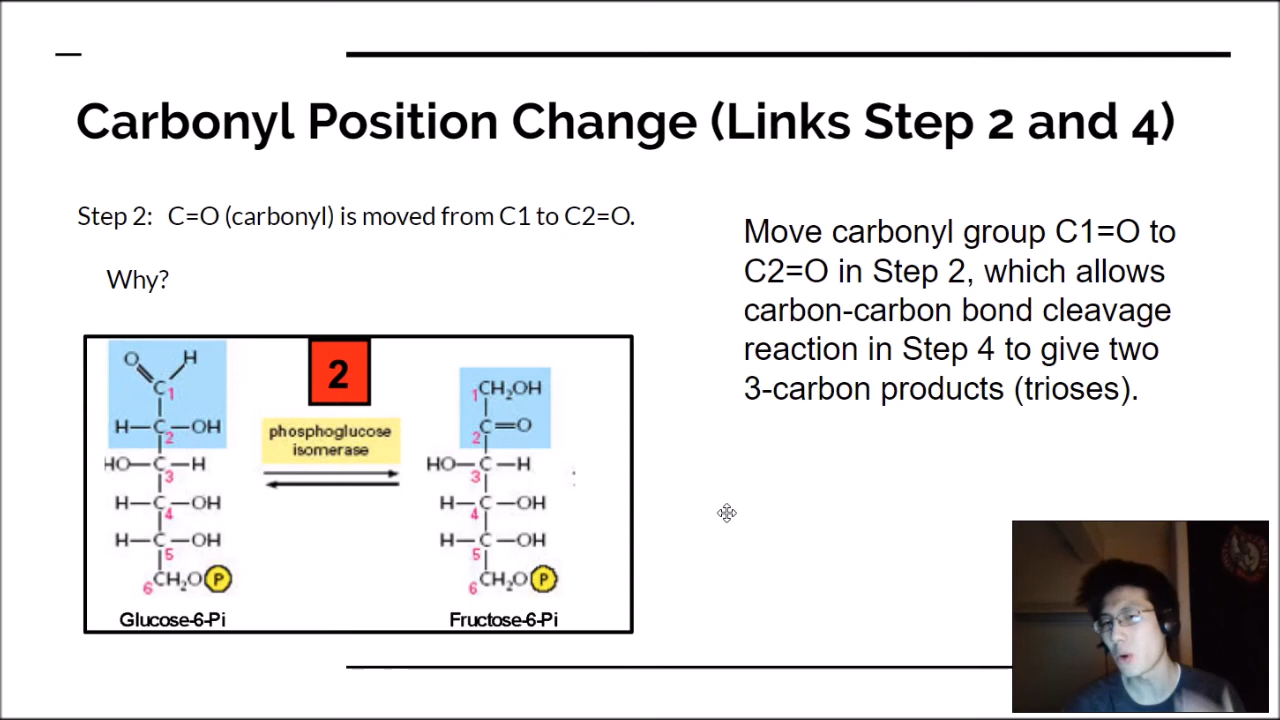 Carbonyl Position Change (Links Step 2 and 4)
Step 2: C=O (carbonyl) is moved from C1 to C2=O.
Why?
Move carbonyl group C1=O to
C2=O in Step 2, which allows
carbon-carbon bond cleavage
reaction in Step 4 to give two
3-carbon products (trioses).
O H
C 1
H—C—OH
2
HO—C—H
3
H—C—OH
4
H—C—OH
5
6 CH₂O P
Glucose-6-Pi
2
phosphoglucose
isomerase
1 CH₂OH
C=O
2
HO—C—H
3
H—C—OH
4
H—C—OH
5
6 CH₂O P
Fructose-6-Pi